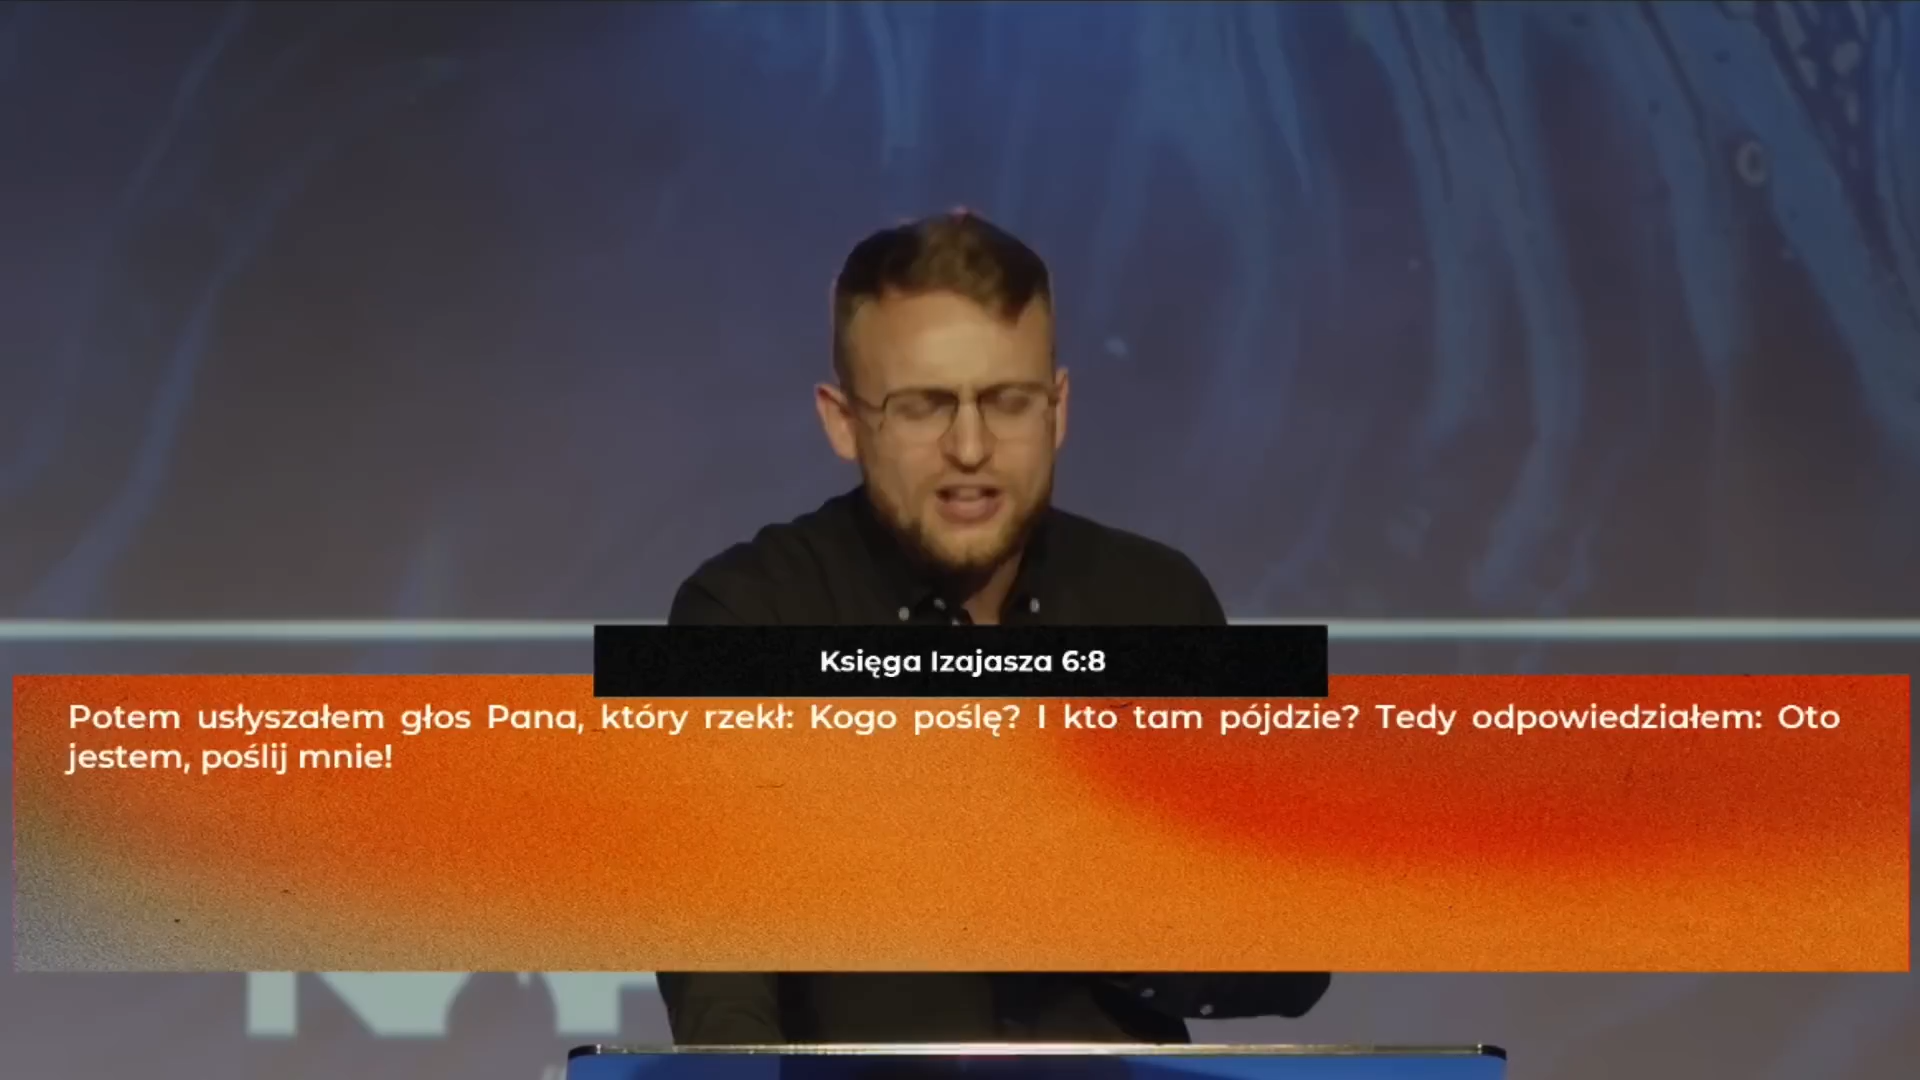 Księga Izajasza 6:8
Potem usłyszałem głos Pana, który rzekł: Kogo poślę? I kto tam pójdzie? Tedy odpowiedziałem: Oto
jestem, poślij mnie!